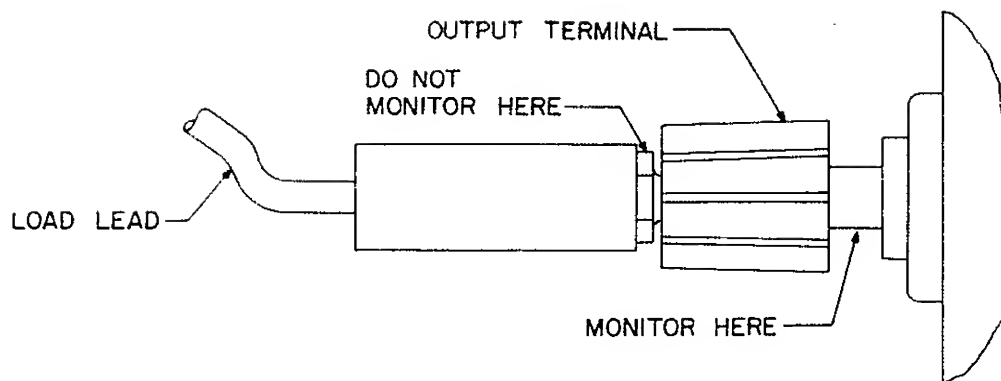 OUTPUT TERMINAL
DO NOT
MONITOR HERE
LOAD LEAD
MONITOR HERE